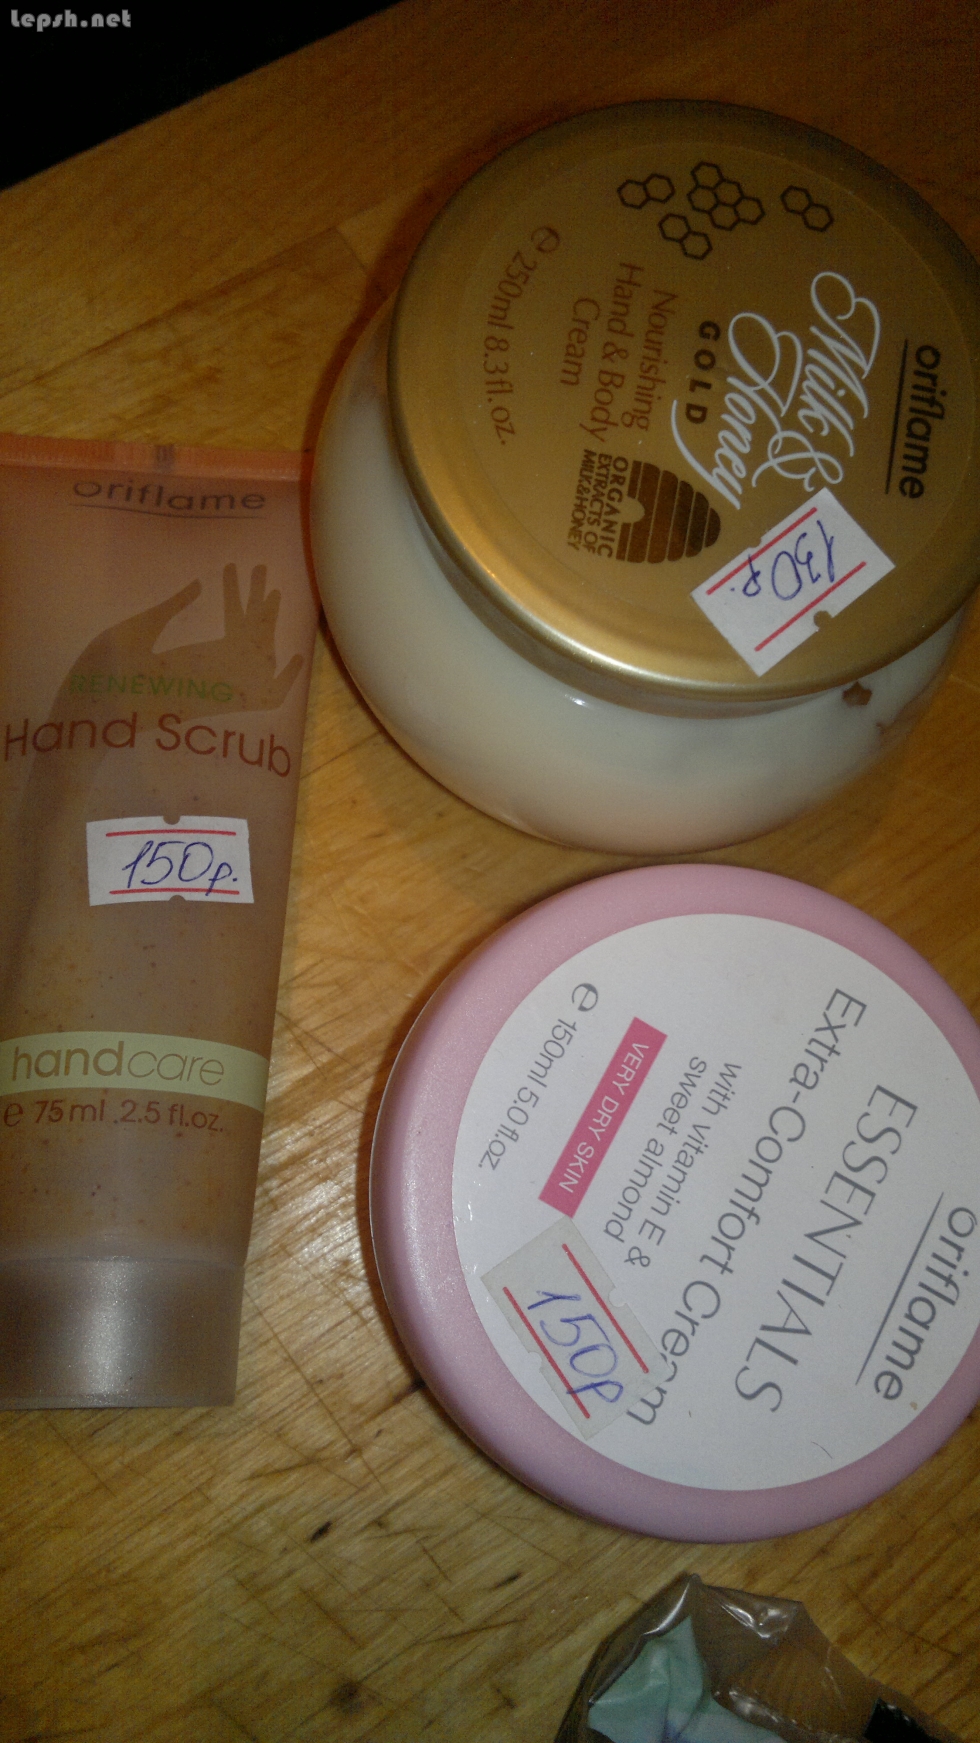 lepsh.net
oriflame
Milk &
Honey
GOLD
Nourishing
Hand & Body
Cream
e 250ml 8.3fl.oz.
ORGANIC
EXTRACTS OF
MILK&HONEY
130р.
oriflame
RENEWING
Hand Scrub
150р.
handcare
e 75ml 2.5 fl.oz.
oriflame
ESSENTIALS
Extra-Comfort Cream
with vitamin E &
sweet almond
VERY DRY SKIN
e 150ml 5.0fl.oz.
150р